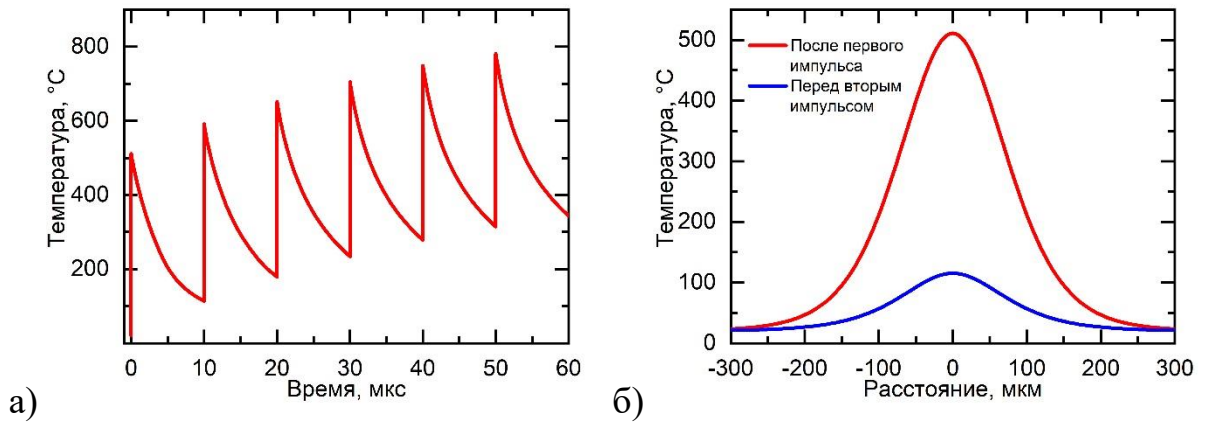 800
600
400
200
Температура, °C
0
10
20
30
40
50
60
Время, мкс
а)
500
400
300
200
100
0
Температура, °C
После первого
импульса
Перед вторым
импульсом
-300
-200
-100
0
100
200
300
Расстояние, мкм
б)